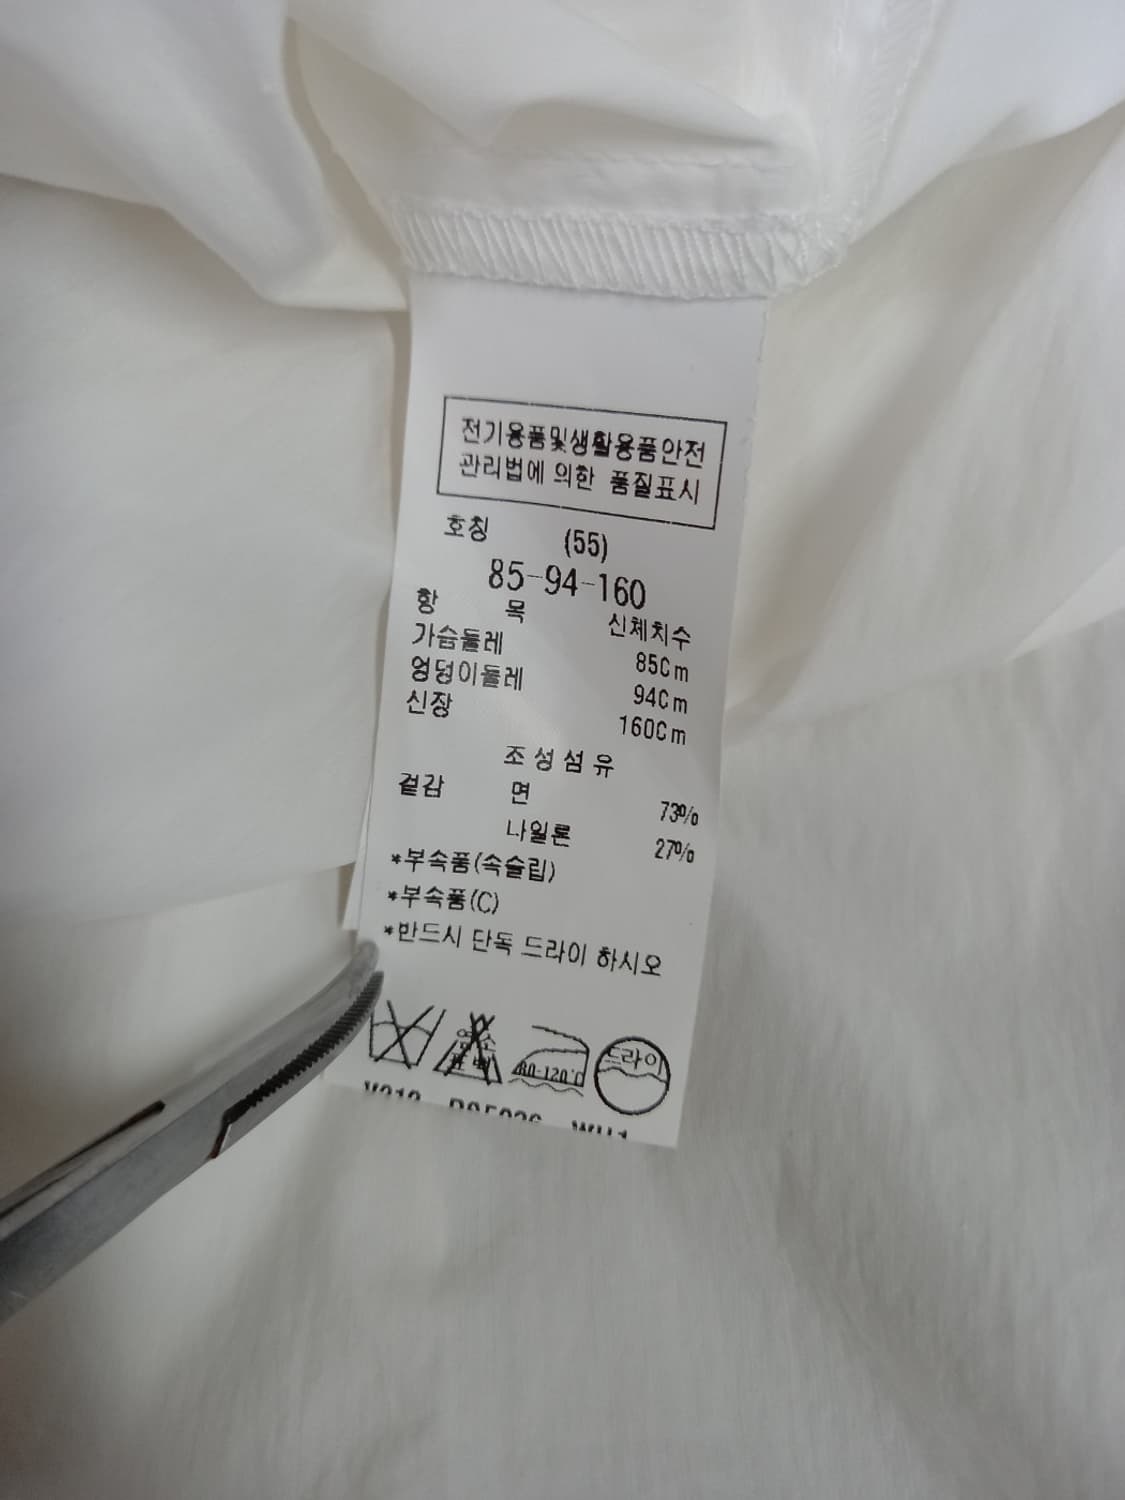 전기용품및생활용품안전
관리법에 의한 품질표시
호칭 (55)
85-94-160
항 목 신체치수
가슴둘레 85Cm
엉덩이둘레 94Cm
신장 160Cm
조성섬유
겉감 면 73%
나일론 27%
*부속품(속슬립)
*부속품(C)
*반드시 단독 드라이 하시오
염소
표백
80-120°C
드라이